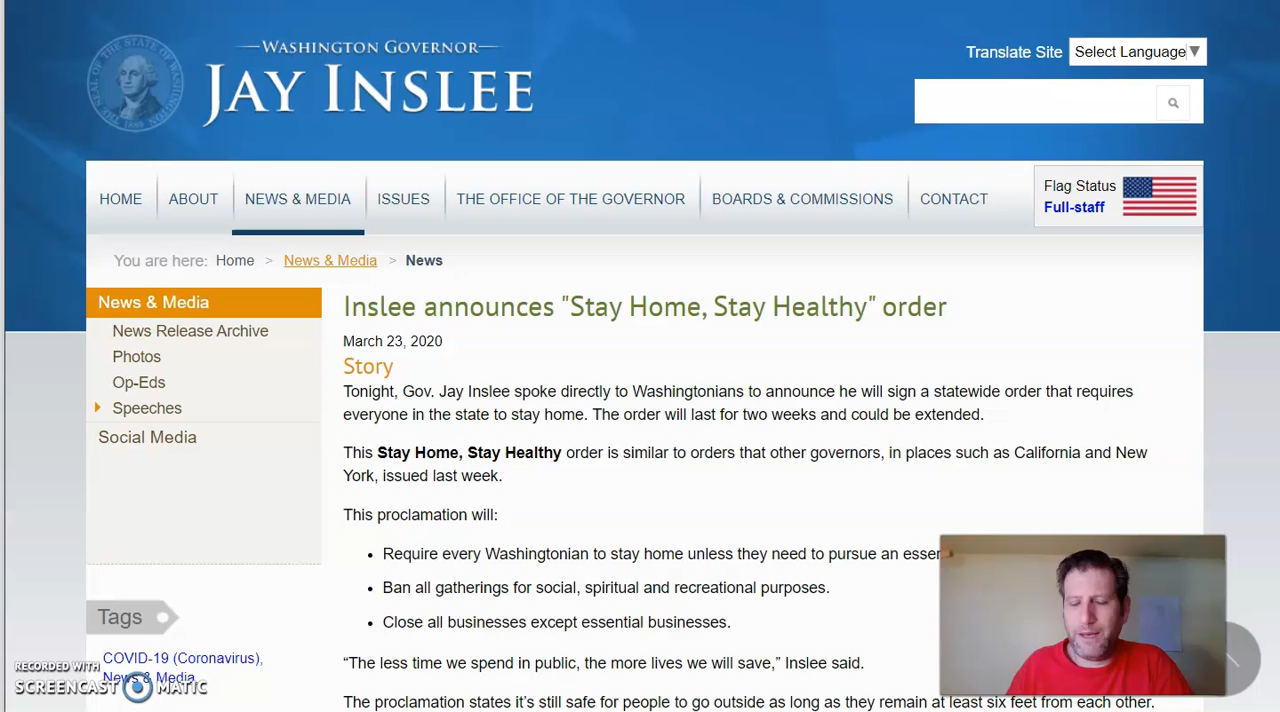 WASHINGTON GOVERNOR
JAY INSLEE
Translate Site
Select Language
HOME
ABOUT
NEWS & MEDIA
ISSUES
THE OFFICE OF THE GOVERNOR
BOARDS & COMMISSIONS
CONTACT
Flag Status
Full-staff
You are here: Home > News & Media > News
News & Media
News Release Archive
Photos
Op-Eds
Speeches
Social Media
Tags
COVID-19 (Coronavirus),
News & Media
Inslee announces "Stay Home, Stay Healthy" order
March 23, 2020
Story
Tonight, Gov. Jay Inslee spoke directly to Washingtonians to announce he will sign a statewide order that requires
everyone in the state to stay home. The order will last for two weeks and could be extended.
This Stay Home, Stay Healthy order is similar to orders that other governors, in places such as California and New
York, issued last week.
This proclamation will:
• Require every Washingtonian to stay home unless they need to pursue an
• Ban all gatherings for social, spiritual and recreational purposes.
• Close all businesses except essential businesses.
“The less time we spend in public, the more lives we will save,” Inslee said.
The proclamation states it’s still safe for people to go outside as long as they remain at least six feet from each other.
RECORDED WITH
SCREENCAST MATIC